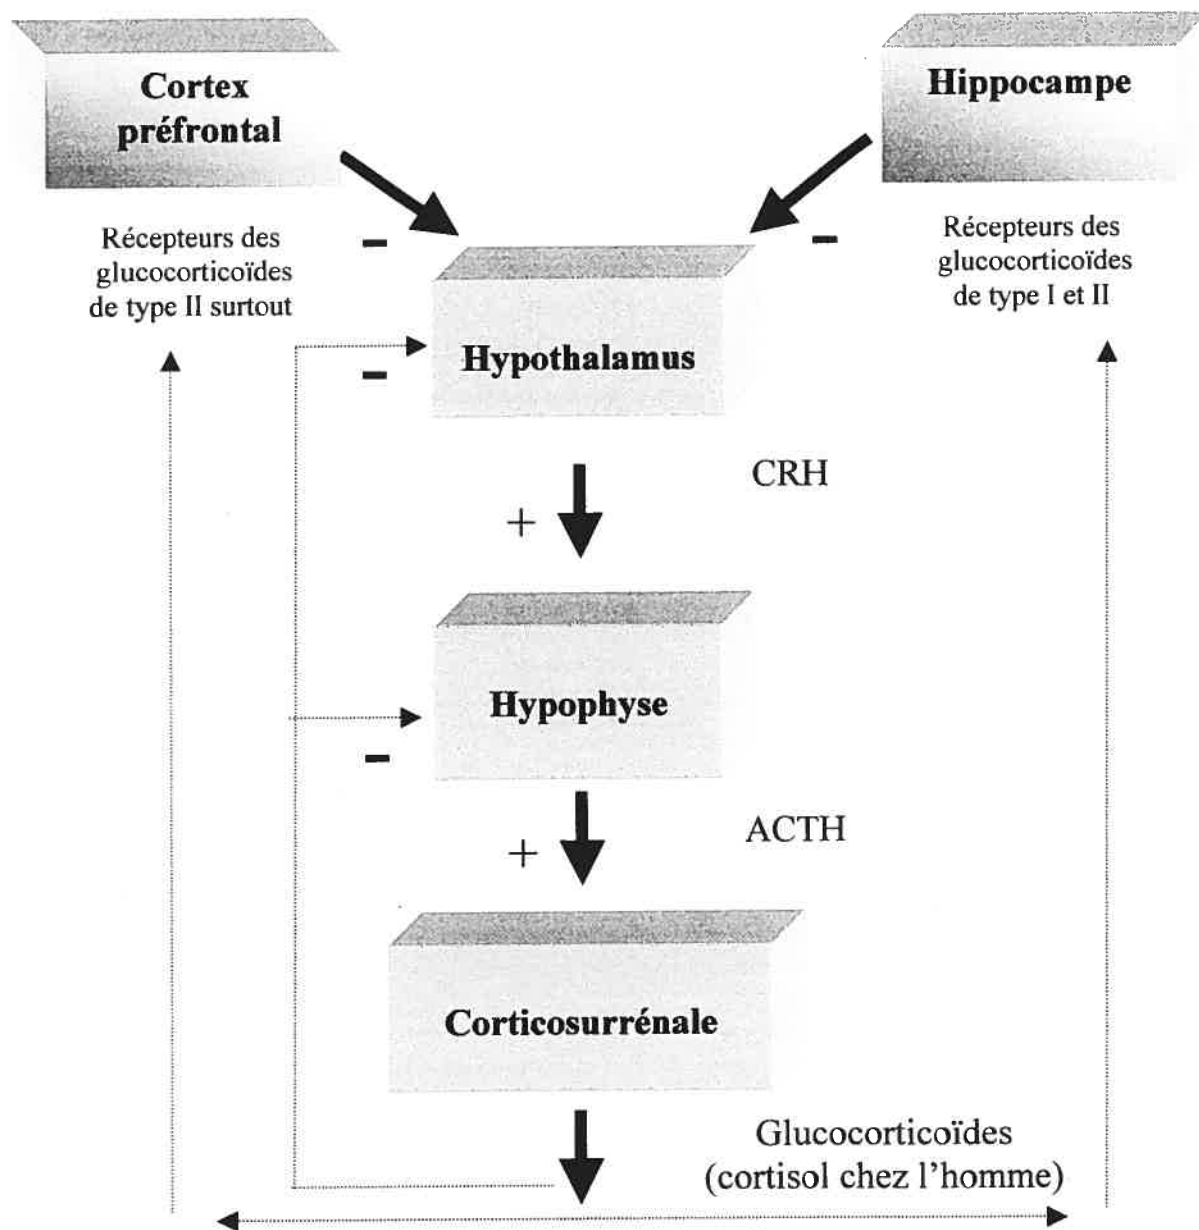 Cortex
préfrontal
Hippocampe
Récepteurs des
glucocorticoïdes
de type II surtout
Récepteurs des
glucocorticoïdes
de type I et II
-
-
Hypothalamus
-
CRH
+
Hypophyse
-
ACTH
+
Corticosurrénale
Glucocorticoïdes
(cortisol chez l'homme)